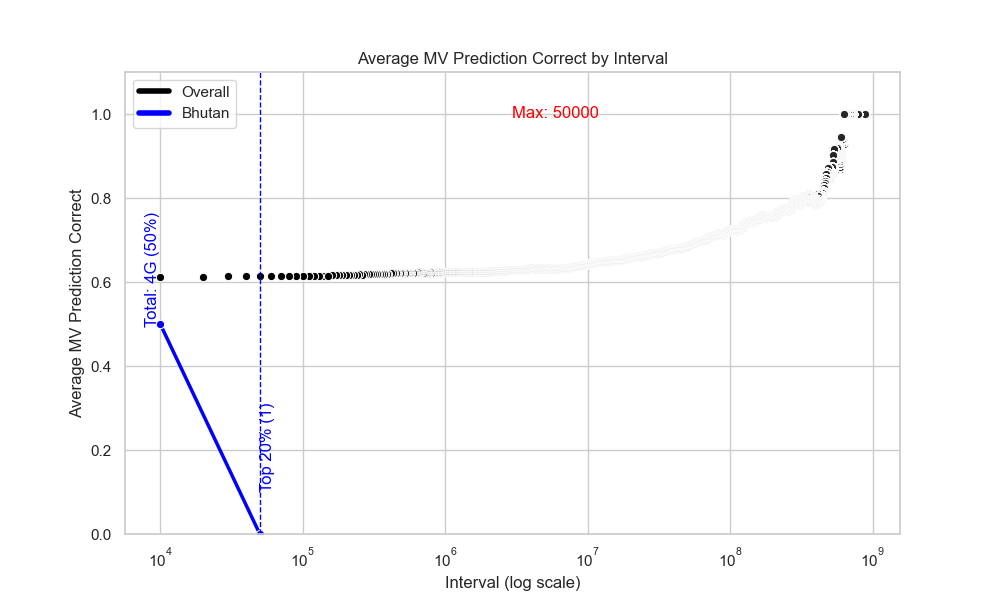 Average MV Prediction Correct by Interval
Overall
Bhutan
Max: 50000
Total: 4G (50%)
Top 20% (1)
Average MV Prediction Correct
1.0
0.8
0.6
0.4
0.2
0.0
10^4
10^5
10^6
10^7
10^8
10^9
Interval (log scale)